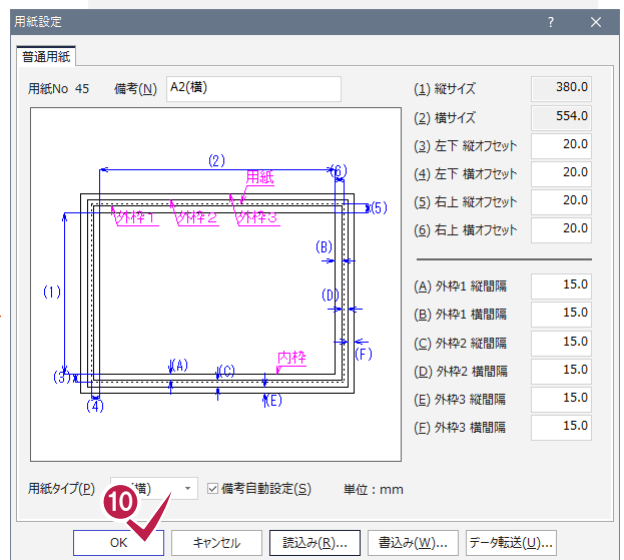 用紙設定 ? ×
普通用紙
用紙No 45 備考(N) A2(横)
(1) 縦サイズ 380.0
(2) 横サイズ 554.0
(3) 左下 縦オフセット 20.0
(4) 左下 横オフセット 20.0
(5) 右上 縦オフセット 20.0
(6) 右上 横オフセット 20.0
(A) 外枠1 縦間隔 15.0
(B) 外枠1 横間隔 15.0
(C) 外枠2 縦間隔 15.0
(D) 外枠2 横間隔 15.0
(E) 外枠3 縦間隔 15.0
(F) 外枠3 横間隔 15.0
(2)
用紙 (6)
外枠1 外枠2 外枠3 (5)
(B)
(1) (D)
内枠 (F)
(3) (A) (C)
(4) (E)
用紙タイプ(P) 横) 備考自動設定(S) 単位:mm
10
OK キャンセル 読込み(R)... 書込み(W)... データ転送(U)...